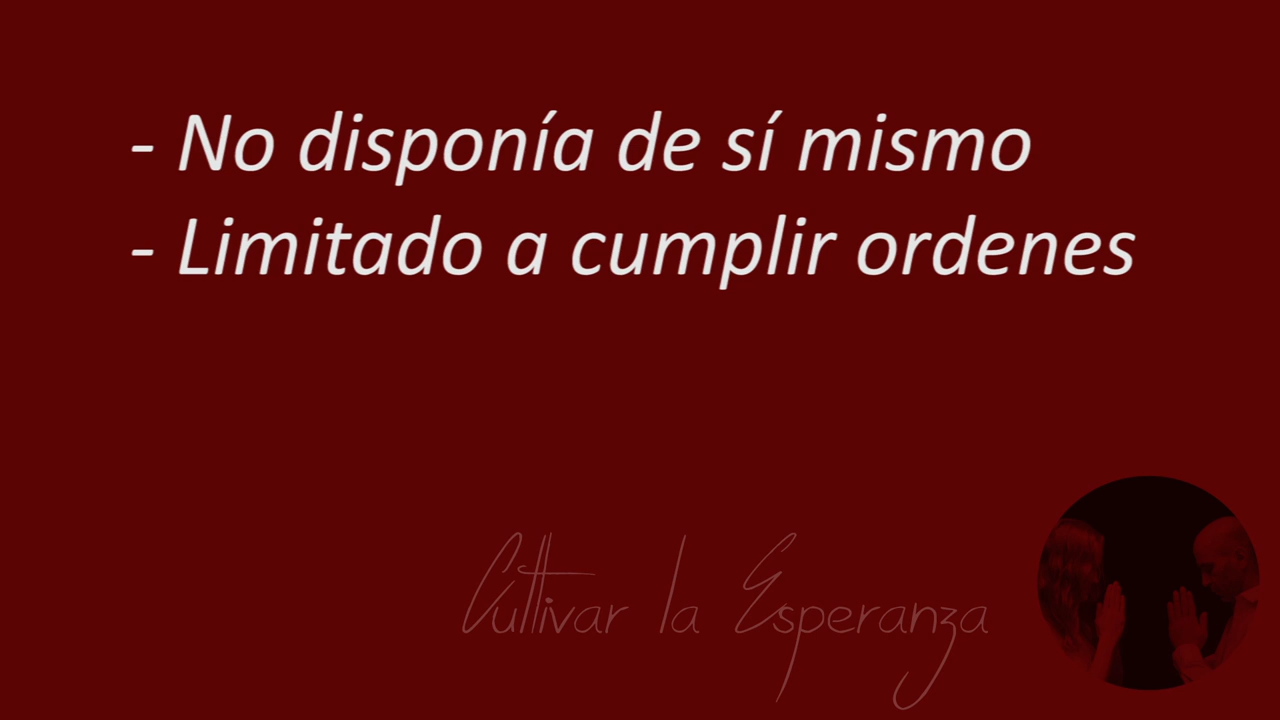 - No disponía de sí mismo
- Limitado a cumplir ordenes
Cultivar la Esperanza